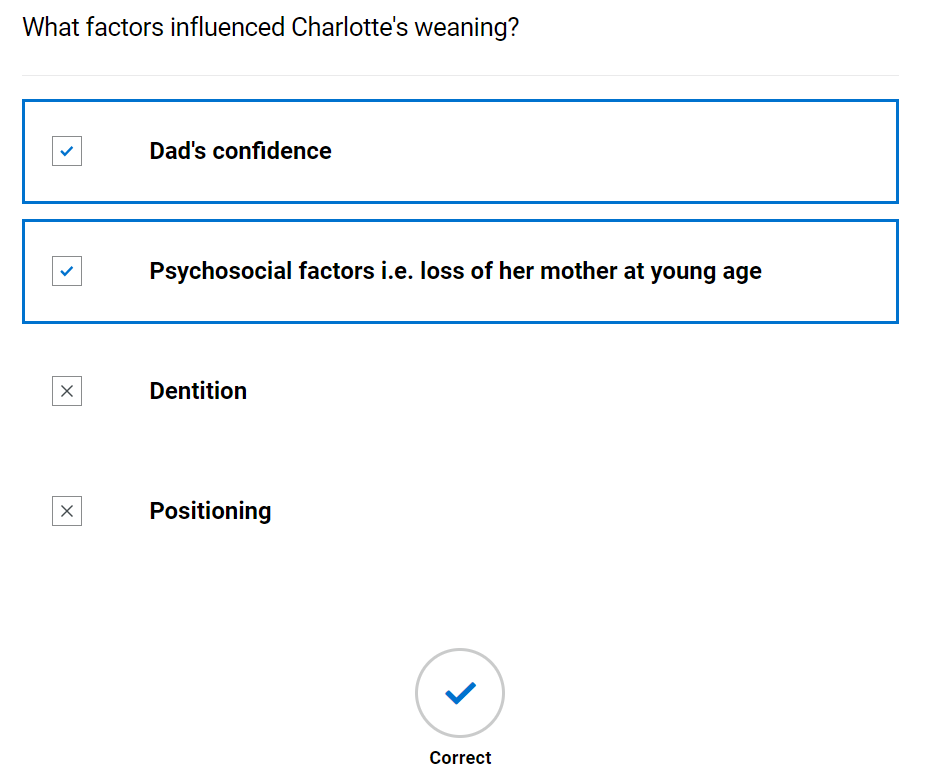 What factors influenced Charlotte's weaning?
Dad's confidence
Psychosocial factors i.e. loss of her mother at young age
Dentition
Positioning
Correct